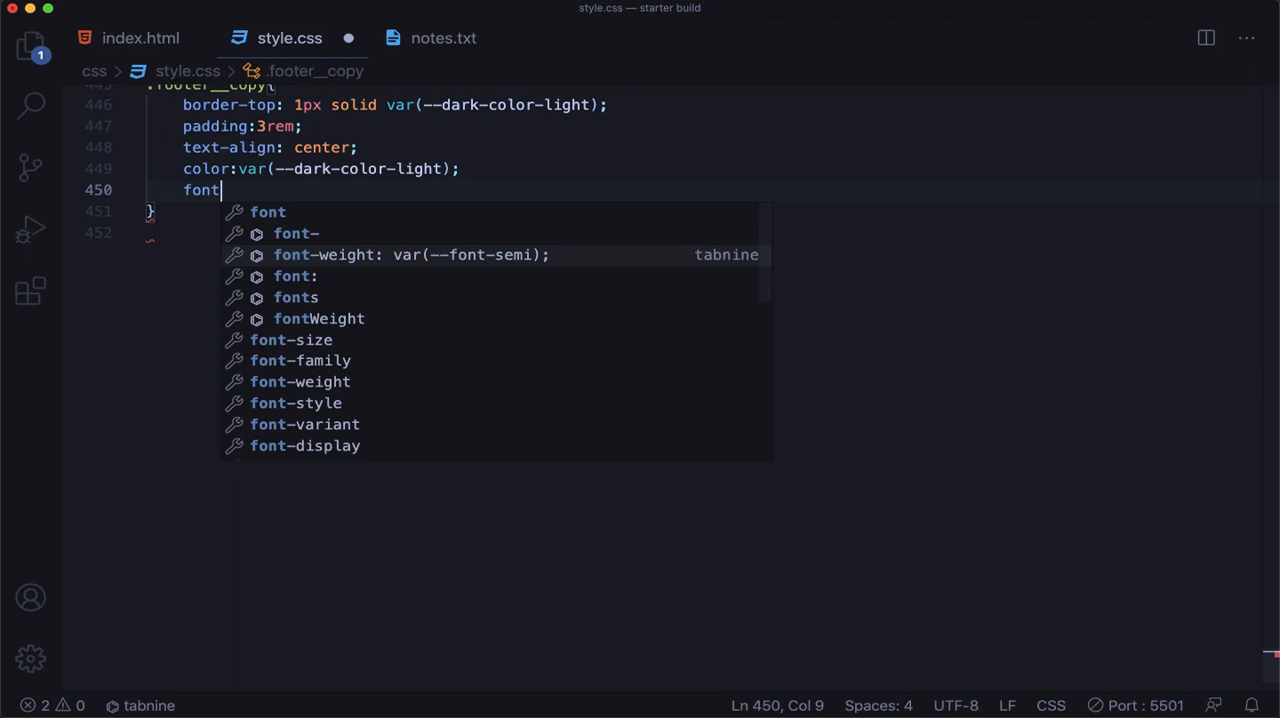 style.css — starter build
index.html style.css notes.txt
1
css > style.css > .footer__copy
445 .footer__copy{
446 border-top: 1px solid var(--dark-color-light);
447 padding:3rem;
448 text-align: center;
449 color:var(--dark-color-light);
450 font
451 }
452
font
font-
font-weight: var(--font-semi); tabnine
font:
fonts
fontWeight
font-size
font-family
font-weight
font-style
font-variant
font-display
2 0 tabnine Ln 450, Col 9 Spaces: 4 UTF-8 LF CSS Port : 5501